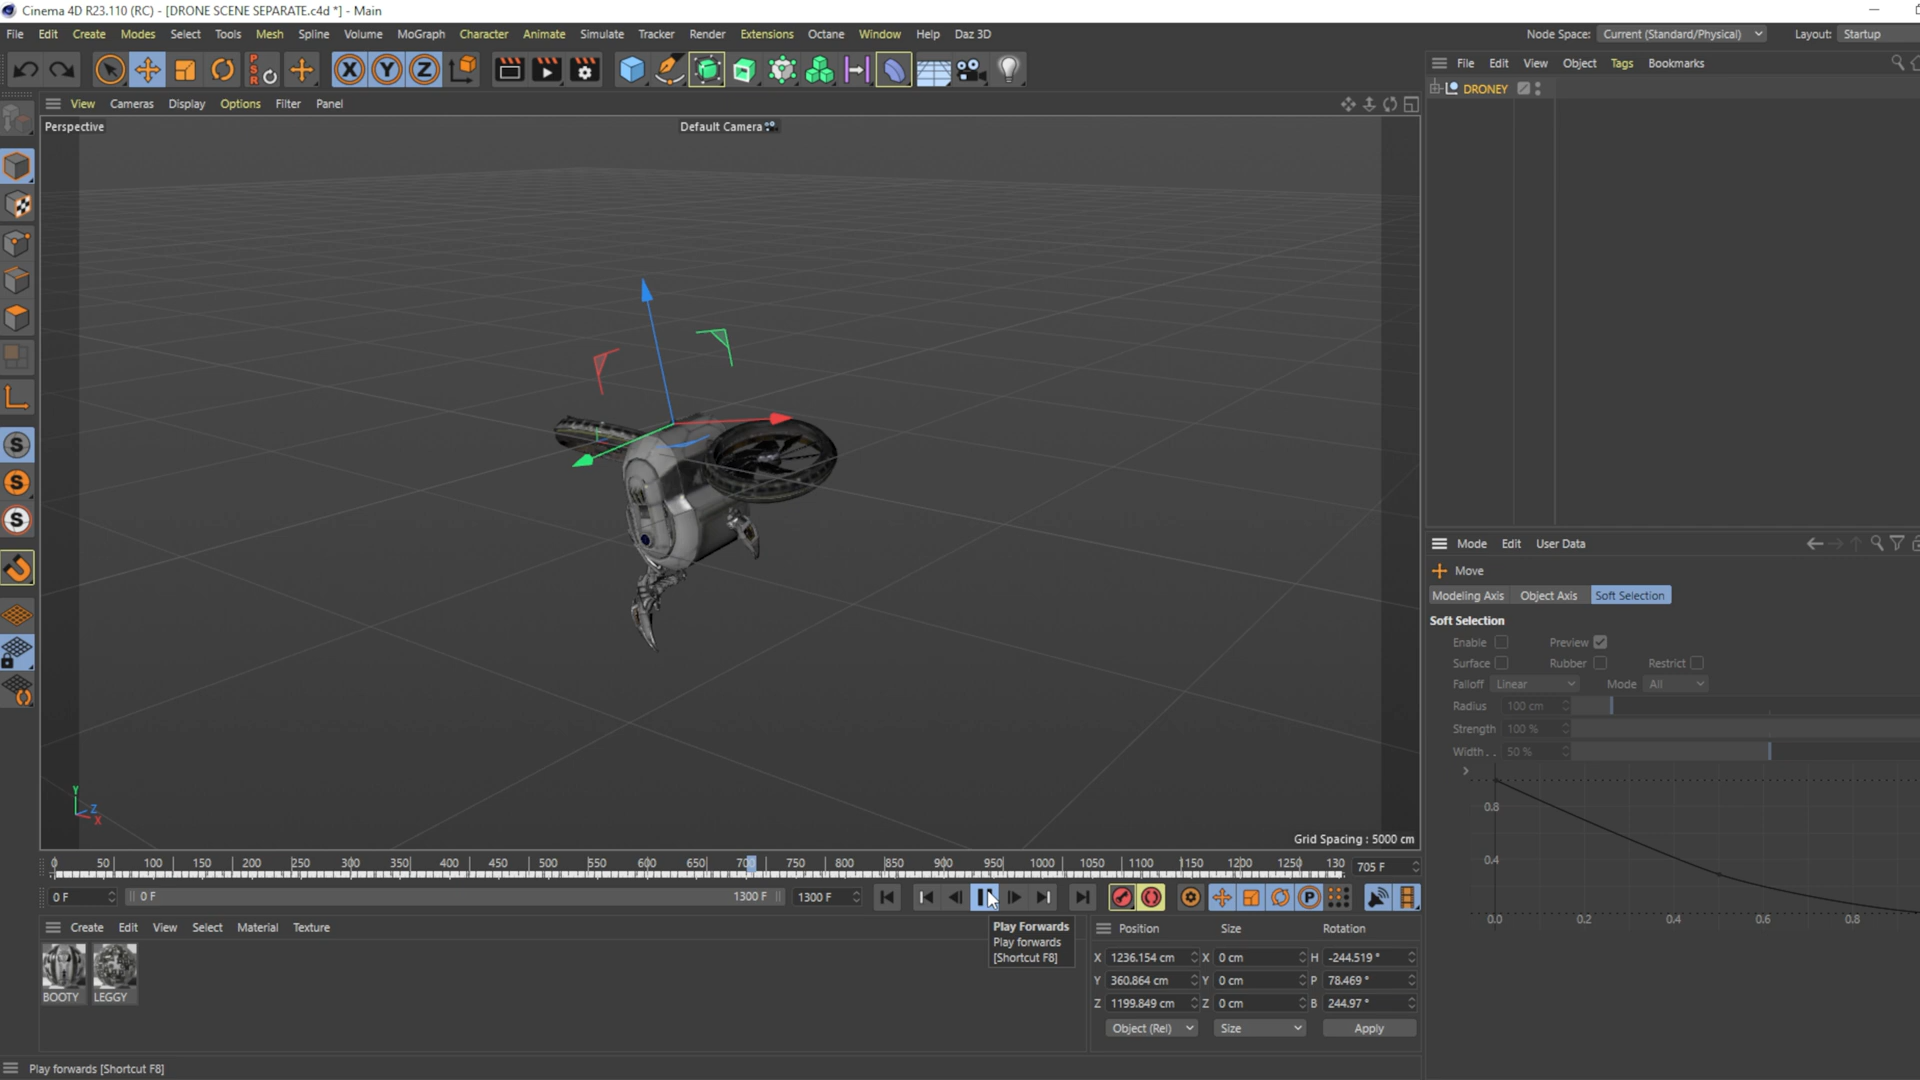 Cinema 4D R23.110 (RC) - [DRONE SCENE SEPARATE.c4d *] - Main
File Edit Create Modes Select Tools Mesh Spline Volume MoGraph Character Animate Simulate Tracker Render Extensions Octane Window Help Daz 3D
Node Space: Current (Standard/Physical) Layout: Startup
PSR X Y Z
File Edit View Object Tags Bookmarks
DRONEY
View Cameras Display Options Filter Panel
Perspective
Default Camera
S
S
S
Y
Z
X
Grid Spacing : 5000 cm
Mode Edit User Data
Move
Modeling Axis Object Axis Soft Selection
Soft Selection
Enable Preview
Surface Rubber Restrict
Falloff Linear Mode All
Radius 100 cm
Strength 100 %
Width . . 50 %
0.8
0.4
0.0 0.2 0.4 0.6 0.8
0 50 100 150 200 250 300 350 400 450 500 550 600 650 700 750 800 850 900 950 1000 1050 1100 1150 1200 1250 130 705 F
0 F 0 F 1300 F 1300 F P
Create Edit View Select Material Texture
BOOTY LEGGY
Play Forwards
Play forwards
[Shortcut F8]
Position Size Rotation
X 1236.154 cm X 0 cm H -244.519 °
Y 360.864 cm Y 0 cm P 78.469 °
Z 1199.849 cm Z 0 cm B 244.97 °
Object (Rel) Size Apply
Play forwards [Shortcut F8]